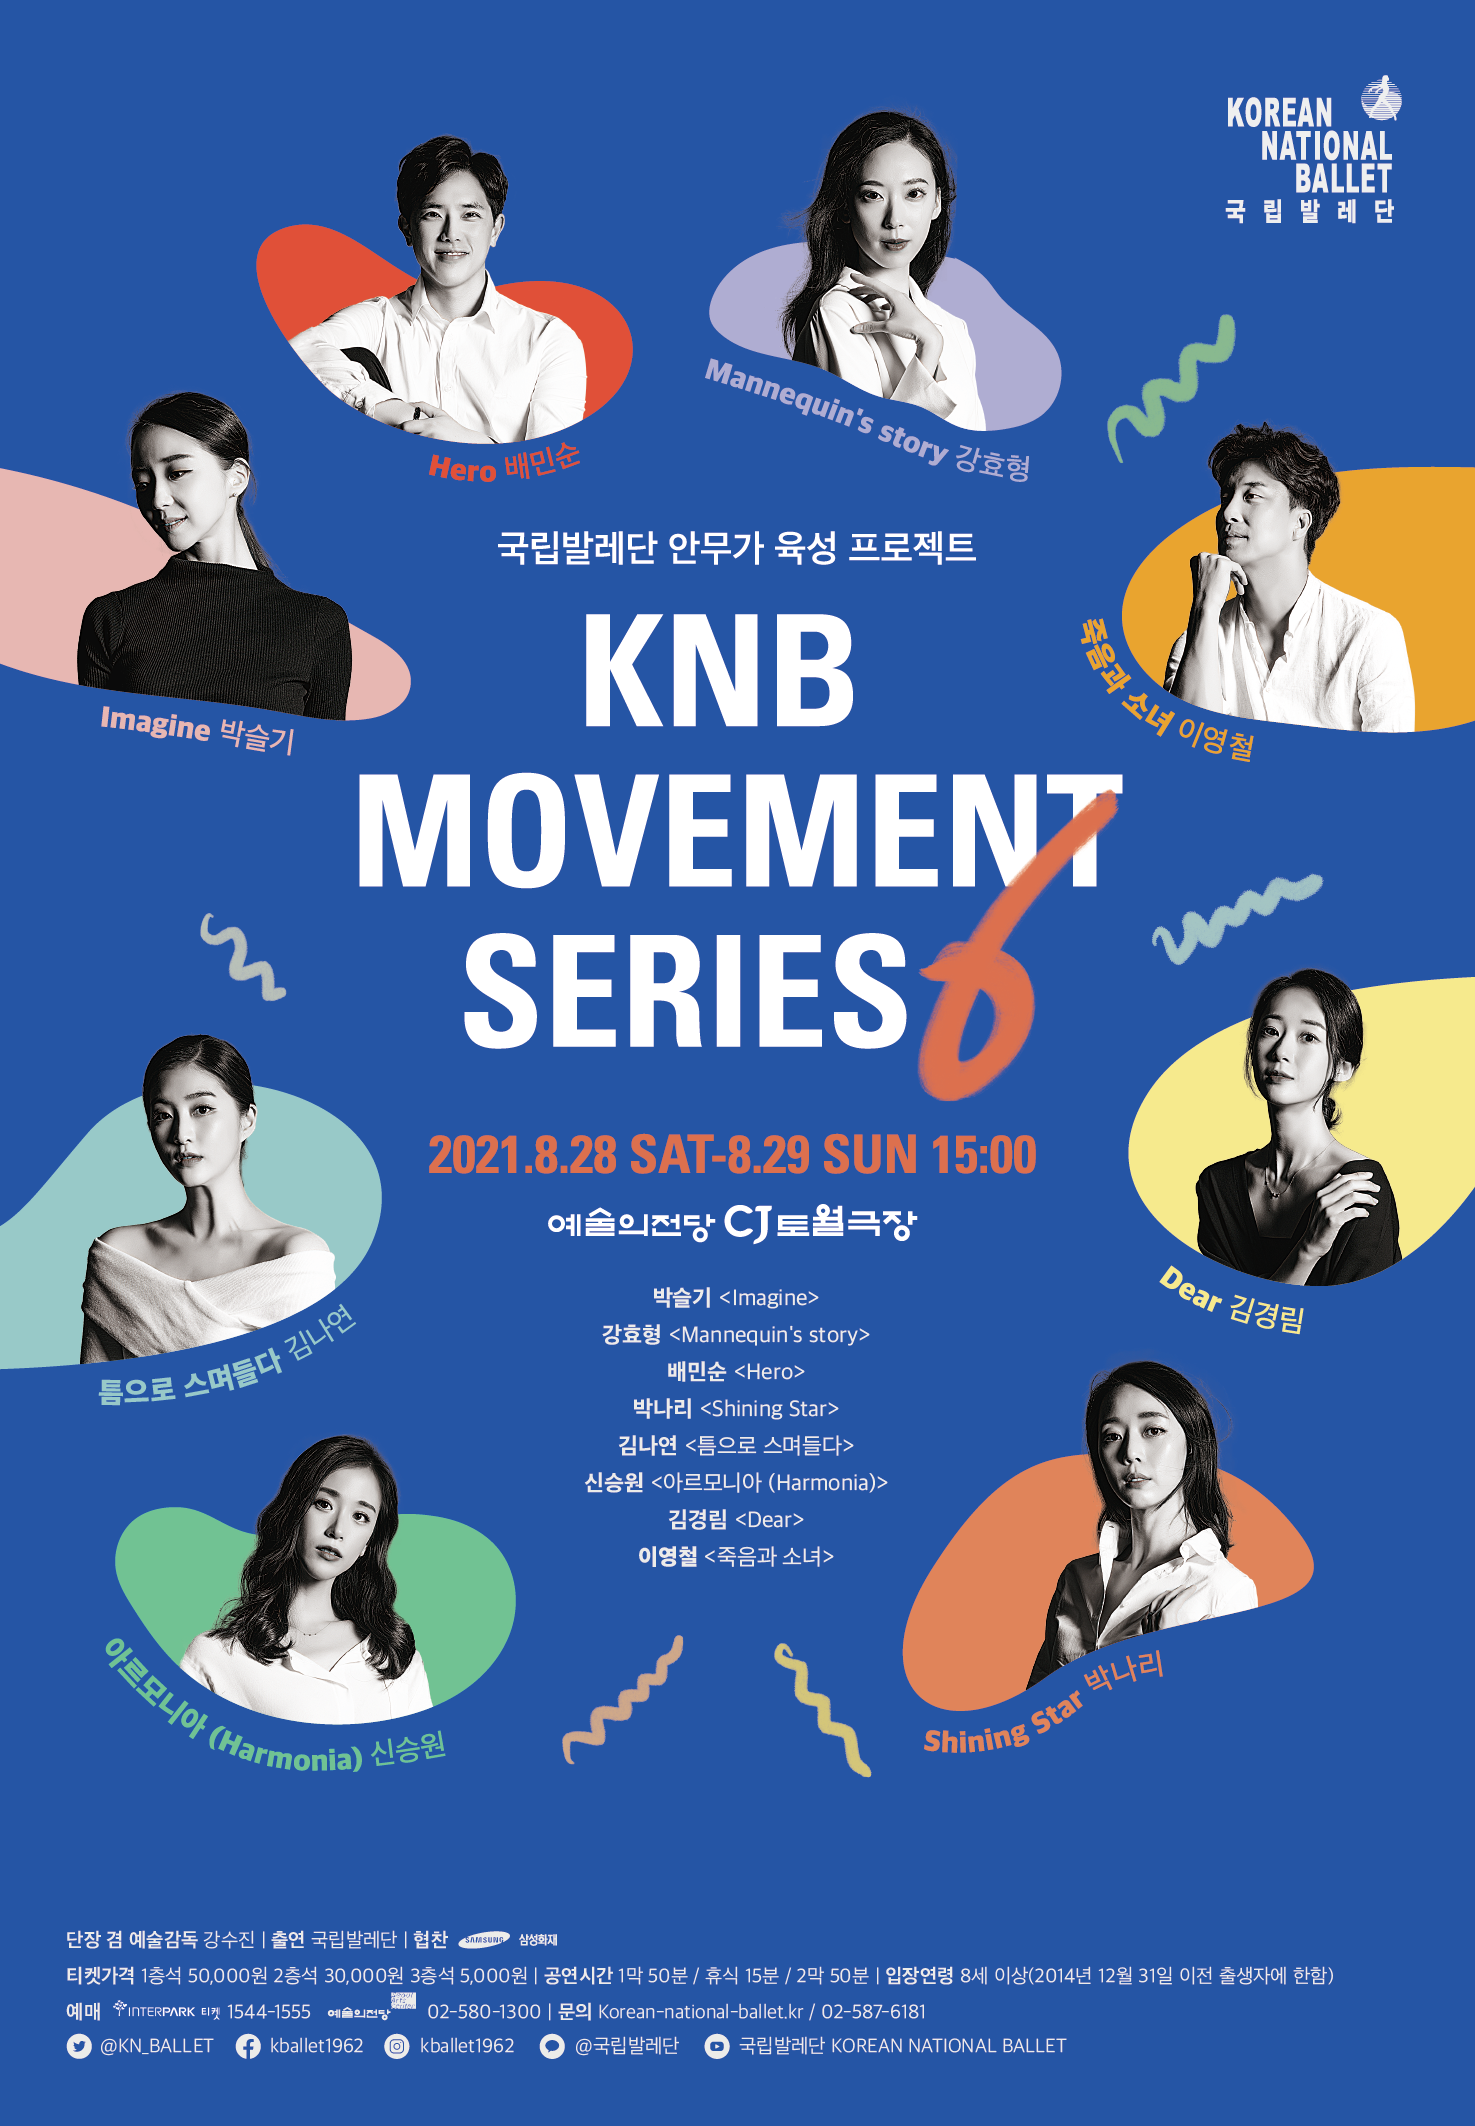 KOREAN
NATIONAL
BALLET
국립발레단
Hero 배민순
Mannequin's story 강효형
Imagine 박슬기
죽음과 소녀 이영철
국립발레단 안무가 육성 프로젝트
KNB
MOVEMENT
SERIES 6
2021.8.28 SAT-8.29 SUN 15:00
예술의전당 CJ 토월극장
박슬기 <Imagine>
강효형 <Mannequin's story>
배민순 <Hero>
박나리 <Shining Star>
김나연 <틈으로 스며들다>
신승원 <아르모니아 (Harmonia)>
김경림 <Dear>
이영철 <죽음과 소녀>
틈으로 스며들다 김나연
Dear 김경림
아르모니아 (Harmonia) 신승원
Shining Star 박나리
단장 겸 예술감독 강수진 | 출연 국립발레단 | 협찬 SAMSUNG 삼성화재
티켓가격 1층석 50,000원 2층석 30,000원 3층석 5,000원 | 공연시간 1막 50분 / 휴식 15분 / 2막 50분 | 입장연령 8세 이상(2014년 12월 31일 이전 출생자에 한함)
예매 INTERPARK 티켓 1544-1555 예술의전당 02-580-1300 | 문의 Korean-national-ballet.kr / 02-587-6181
@KN_BALLET kballet1962 kballet1962 @국립발레단 국립발레단 KOREAN NATIONAL BALLET